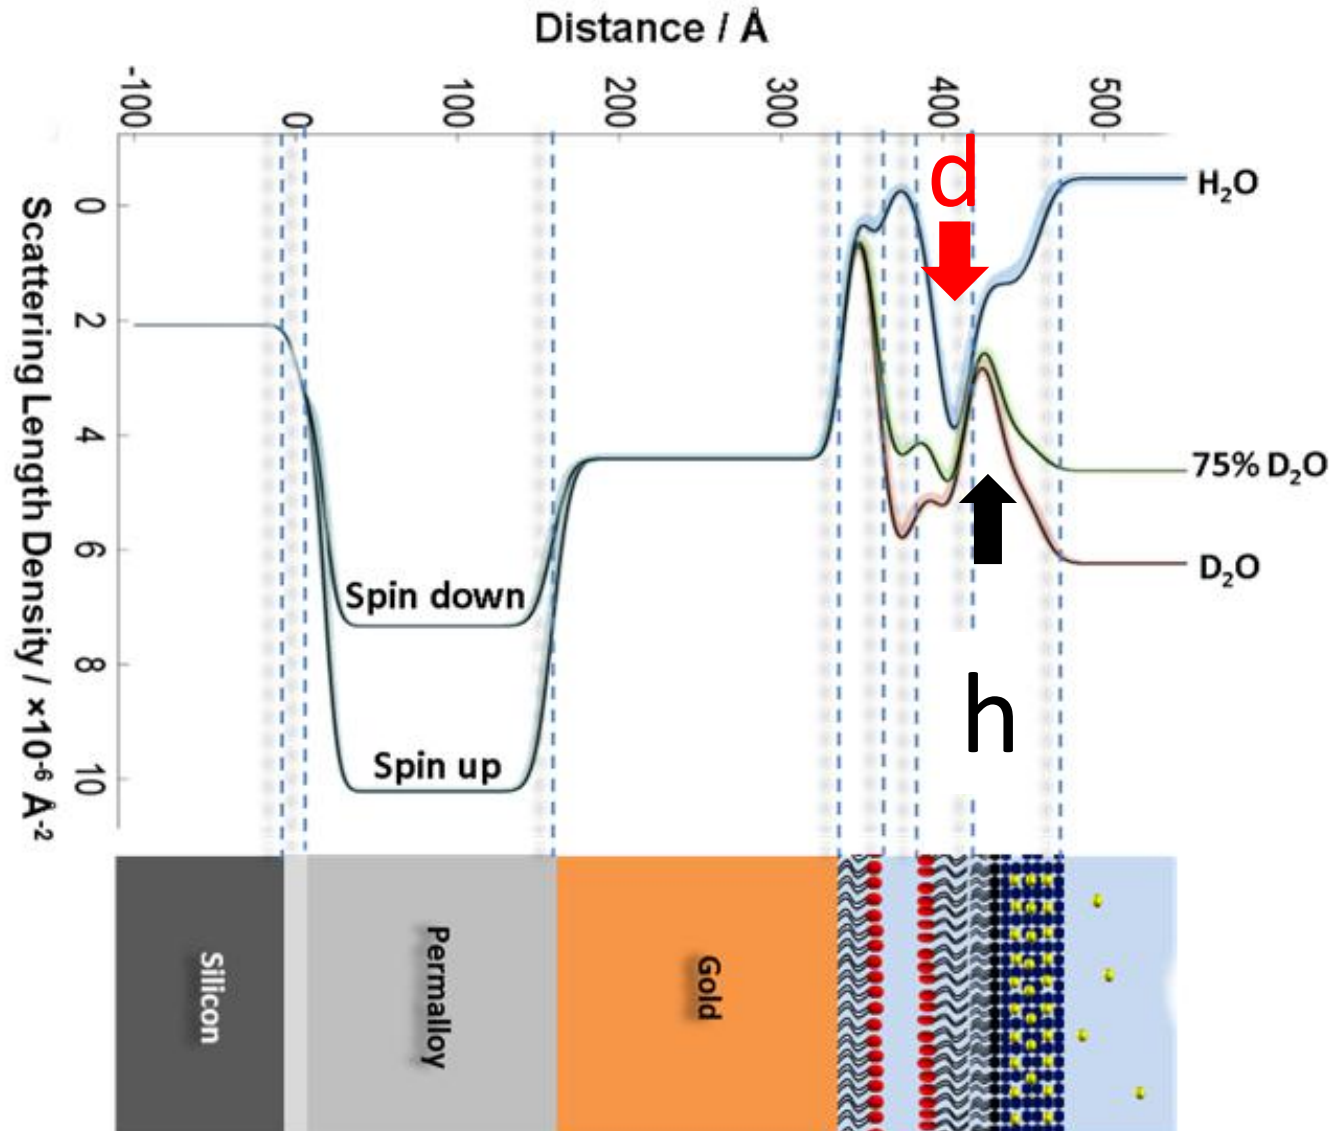 Distance / Å
-100
0
100
200
300
400
500
d
H₂O
0
2
4
6
8
10
Scattering Length Density / ×10⁻⁶ Å⁻²
75% D₂O
D₂O
Spin down
h
Spin up
Silicon
Permalloy
Gold